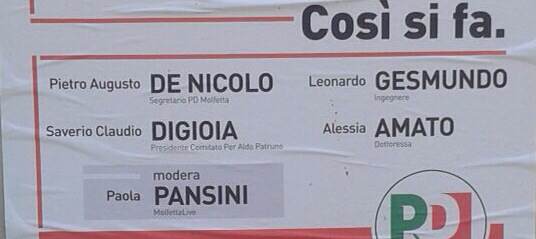 Così si fa.
Pietro Augusto DE NICOLO
Segretario PD Molfetta
Leonardo GESMUNDO
Ingegnere
Saverio Claudio DIGIOIA
Presidente Comitato Per Aldo Patruno
Alessia AMATO
Dottoressa
modera
Paola PANSINI
MolfettaLive
PD